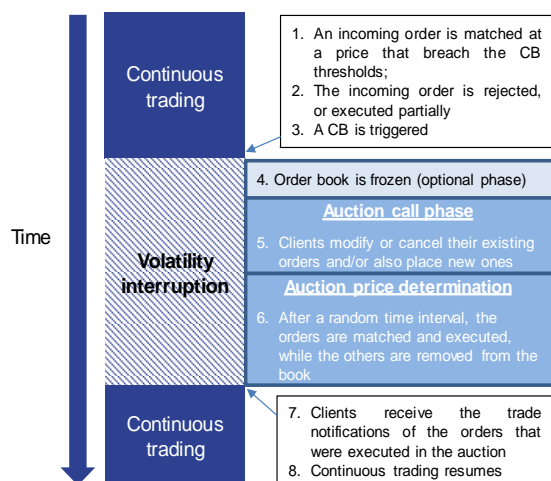 1. An incoming order is matched at
a price that breach the CB
thresholds;
2. The incoming order is rejected,
or executed partially
3. A CB is triggered
Continuous
trading
4. Order book is frozen (optional phase)
Auction call phase
5. Clients modify or cancel their existing
orders and/or also place new ones
Time
Volatility
interruption
Auction price determination
6. After a random time interval, the
orders are matched and executed,
while the others are removed from the
book
Continuous
trading
7. Clients receive the trade
notifications of the orders that
were executed in the auction
8. Continuous trading resumes